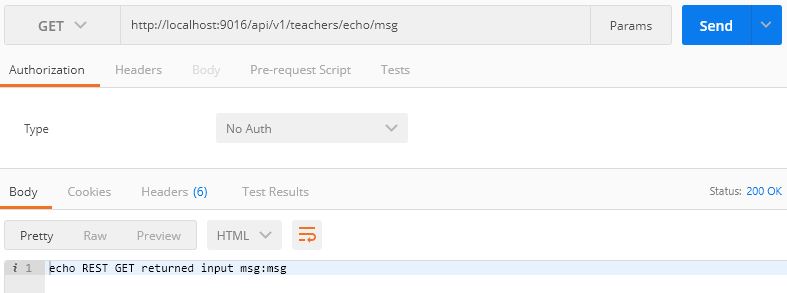 GET http://localhost:9016/api/v1/teachers/echo/msg Params Send
Authorization Headers Body Pre-request Script Tests
Type No Auth
Body Cookies Headers (6) Test Results Status: 200 OK
Pretty Raw Preview HTML
i 1 echo REST GET returned input msg:msg